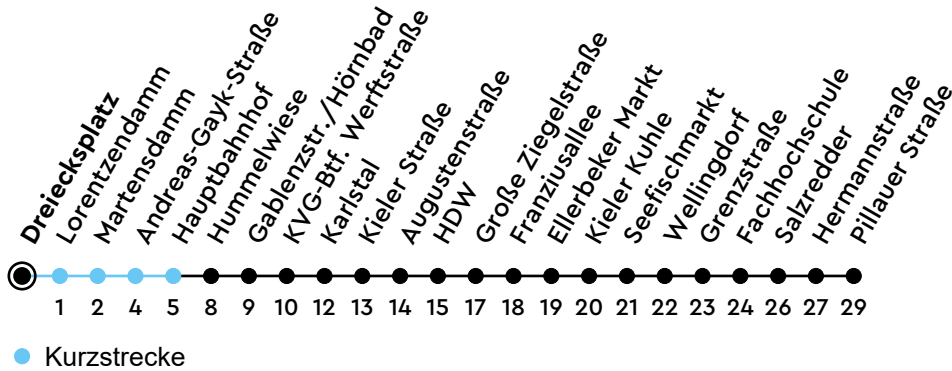 Dreiecksplatz
Lorentzendamm
Martensdamm
Andreas-Gayk-Straße
Hauptbahnhof
Hummelwiese
Gablenzstr./Hörnbad
KVG-Btf. Werftstraße
Karlstal
Kieler Straße
Augustenstraße
HDW
Große Ziegelstraße
Franziusallee
Ellerbeker Markt
Kieler Kuhle
Seefischmarkt
Wellingdorf
Grenzstraße
Fachhochschule
Salzredder
Hermannstraße
Pillauer Straße
1 2 4 5 8 9 10 12 13 14 15 17 18 19 20 21 22 23 24 26 27 29
Kurzstrecke